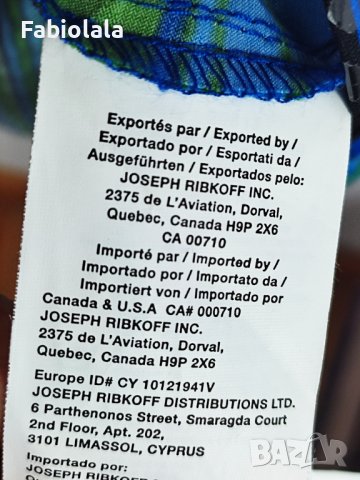 Fabiolala
Exportés par / Exported by /
Exportado por / Esportati da /
Ausgeführten / Exportados pelo:
JOSEPH RIBKOFF INC.
2375 de L'Aviation, Dorval,
Quebec, Canada H9P 2X6
CA 00710
Importé par / Imported by /
Importado por / Importato da /
Importiert von / Importado por
Canada & U.S.A CA# 000710
JOSEPH RIBKOFF INC.
2375 de L'Aviation, Dorval,
Quebec, Canada H9P 2X6
Europe ID# CY 10121941V
JOSEPH RIBKOFF DISTRIBUTIONS LTD.
6 Parthenonos Street, Smaragda Court
2nd Floor, Apt. 202,
3101 LIMASSOL, CYPRUS
Importado por:
JOSEPH RIBKOFF
BAZAR